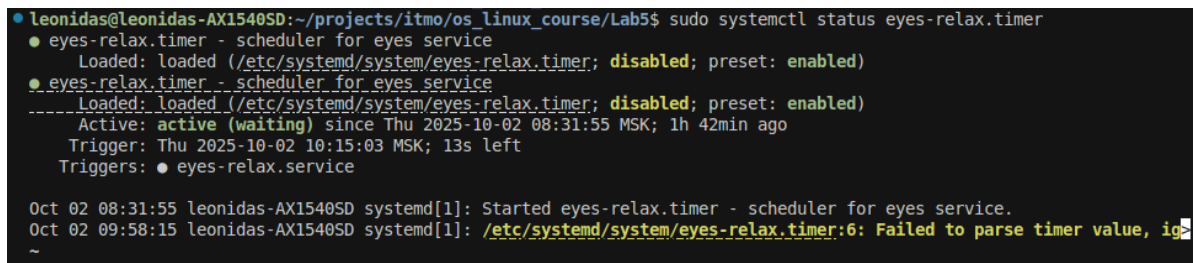 ● leonidas@leonidas-AX1540SD:~/projects/itmo/os_linux_course/Lab5$ sudo systemctl status eyes-relax.timer
● eyes-relax.timer - scheduler for eyes service
Loaded: loaded (/etc/systemd/system/eyes-relax.timer; disabled; preset: enabled)
● eyes-relax.timer - scheduler for eyes service
Loaded: loaded (/etc/systemd/system/eyes-relax.timer; disabled; preset: enabled)
Active: active (waiting) since Thu 2025-10-02 08:31:55 MSK; 1h 42min ago
Trigger: Thu 2025-10-02 10:15:03 MSK; 13s left
Triggers: ● eyes-relax.service
Oct 02 08:31:55 leonidas-AX1540SD systemd[1]: Started eyes-relax.timer - scheduler for eyes service.
Oct 02 09:58:15 leonidas-AX1540SD systemd[1]: /etc/systemd/system/eyes-relax.timer:6: Failed to parse timer value, ig>
~